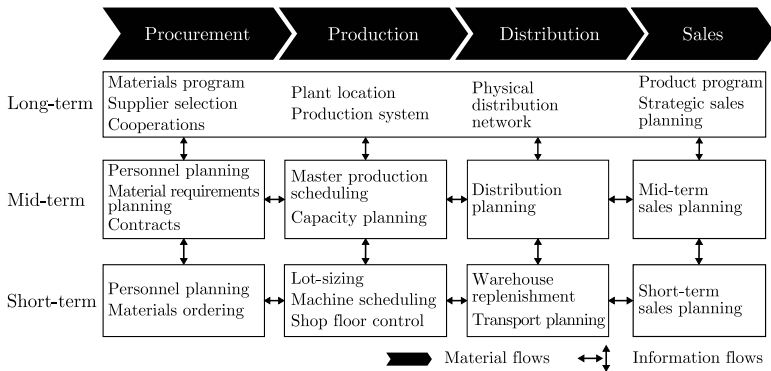 Procurement
Production
Distribution
Sales
Long-term
Materials program
Supplier selection
Cooperations
Plant location
Production system
Physical
distribution
network
Product program
Strategic sales
planning
Mid-term
Personnel planning
Material requirements
planning
Contracts
Master production
scheduling
Capacity planning
Distribution
planning
Mid-term
sales planning
Short-term
Personnel planning
Materials ordering
Lot-sizing
Machine scheduling
Shop floor control
Warehouse
replenishment
Transport planning
Short-term
sales planning
Material flows
Information flows